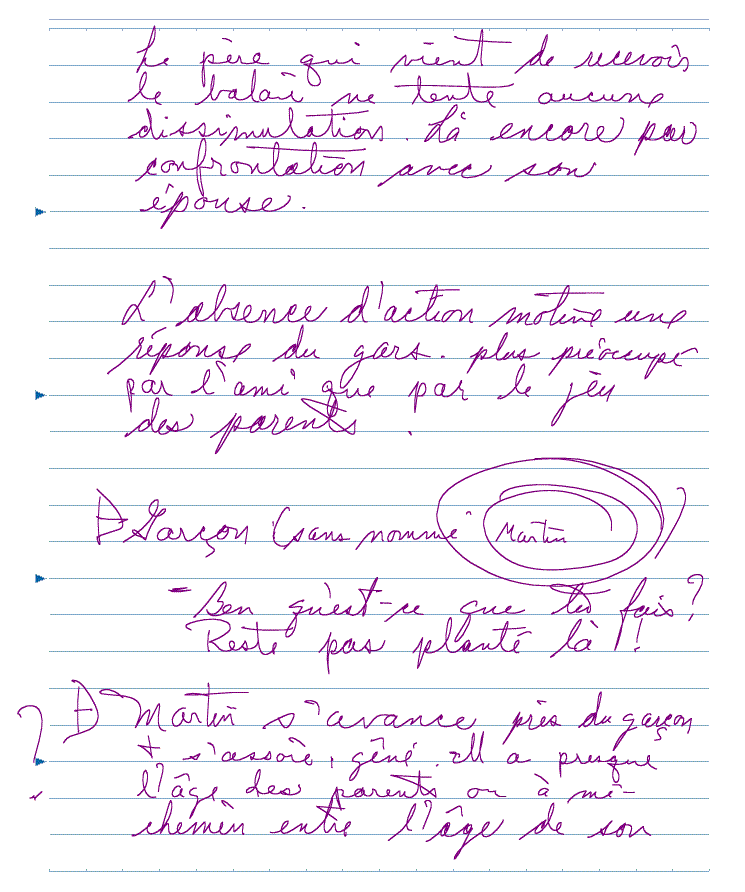 Le père qui vient de recevoir
le balai ne tente aucune
dissimulation. Là encore par
confrontation avec son
épouse.
L'absence d'action motive une
réponse du gars. plus préoccupé
par l'ami que par le jeu
des parents.
Garçon (sans nommé Martin)
- Ben qu'est-ce que tu fais?
Reste pas planté là!!
? Martin s'avance près du garçon
+ s'assoie, gêné. Il a presque
l'âge des parents ou à mi-
chemin entre l'âge de son